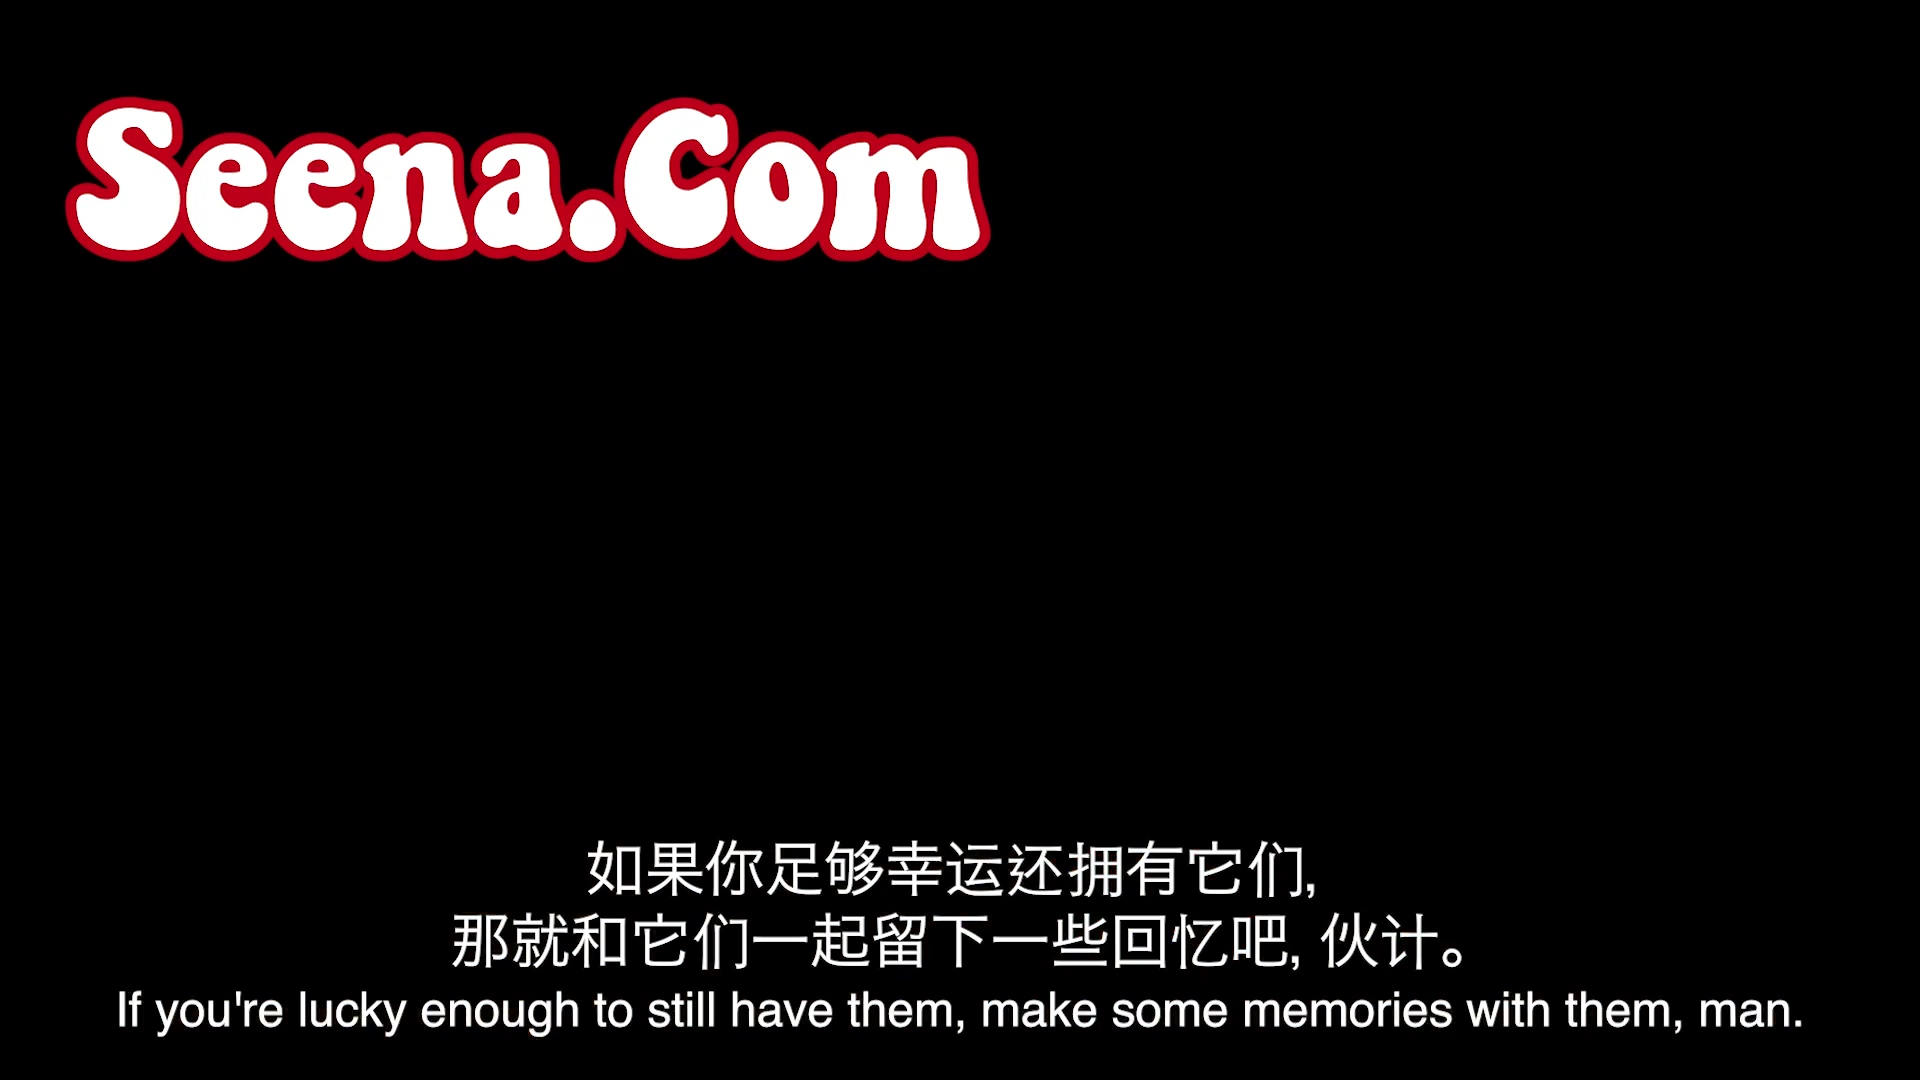 Seena.Com
如果你足够幸运还拥有它们,
那就和它们一起留下一些回忆吧, 伙计。
If you're lucky enough to still have them, make some memories with them, man.